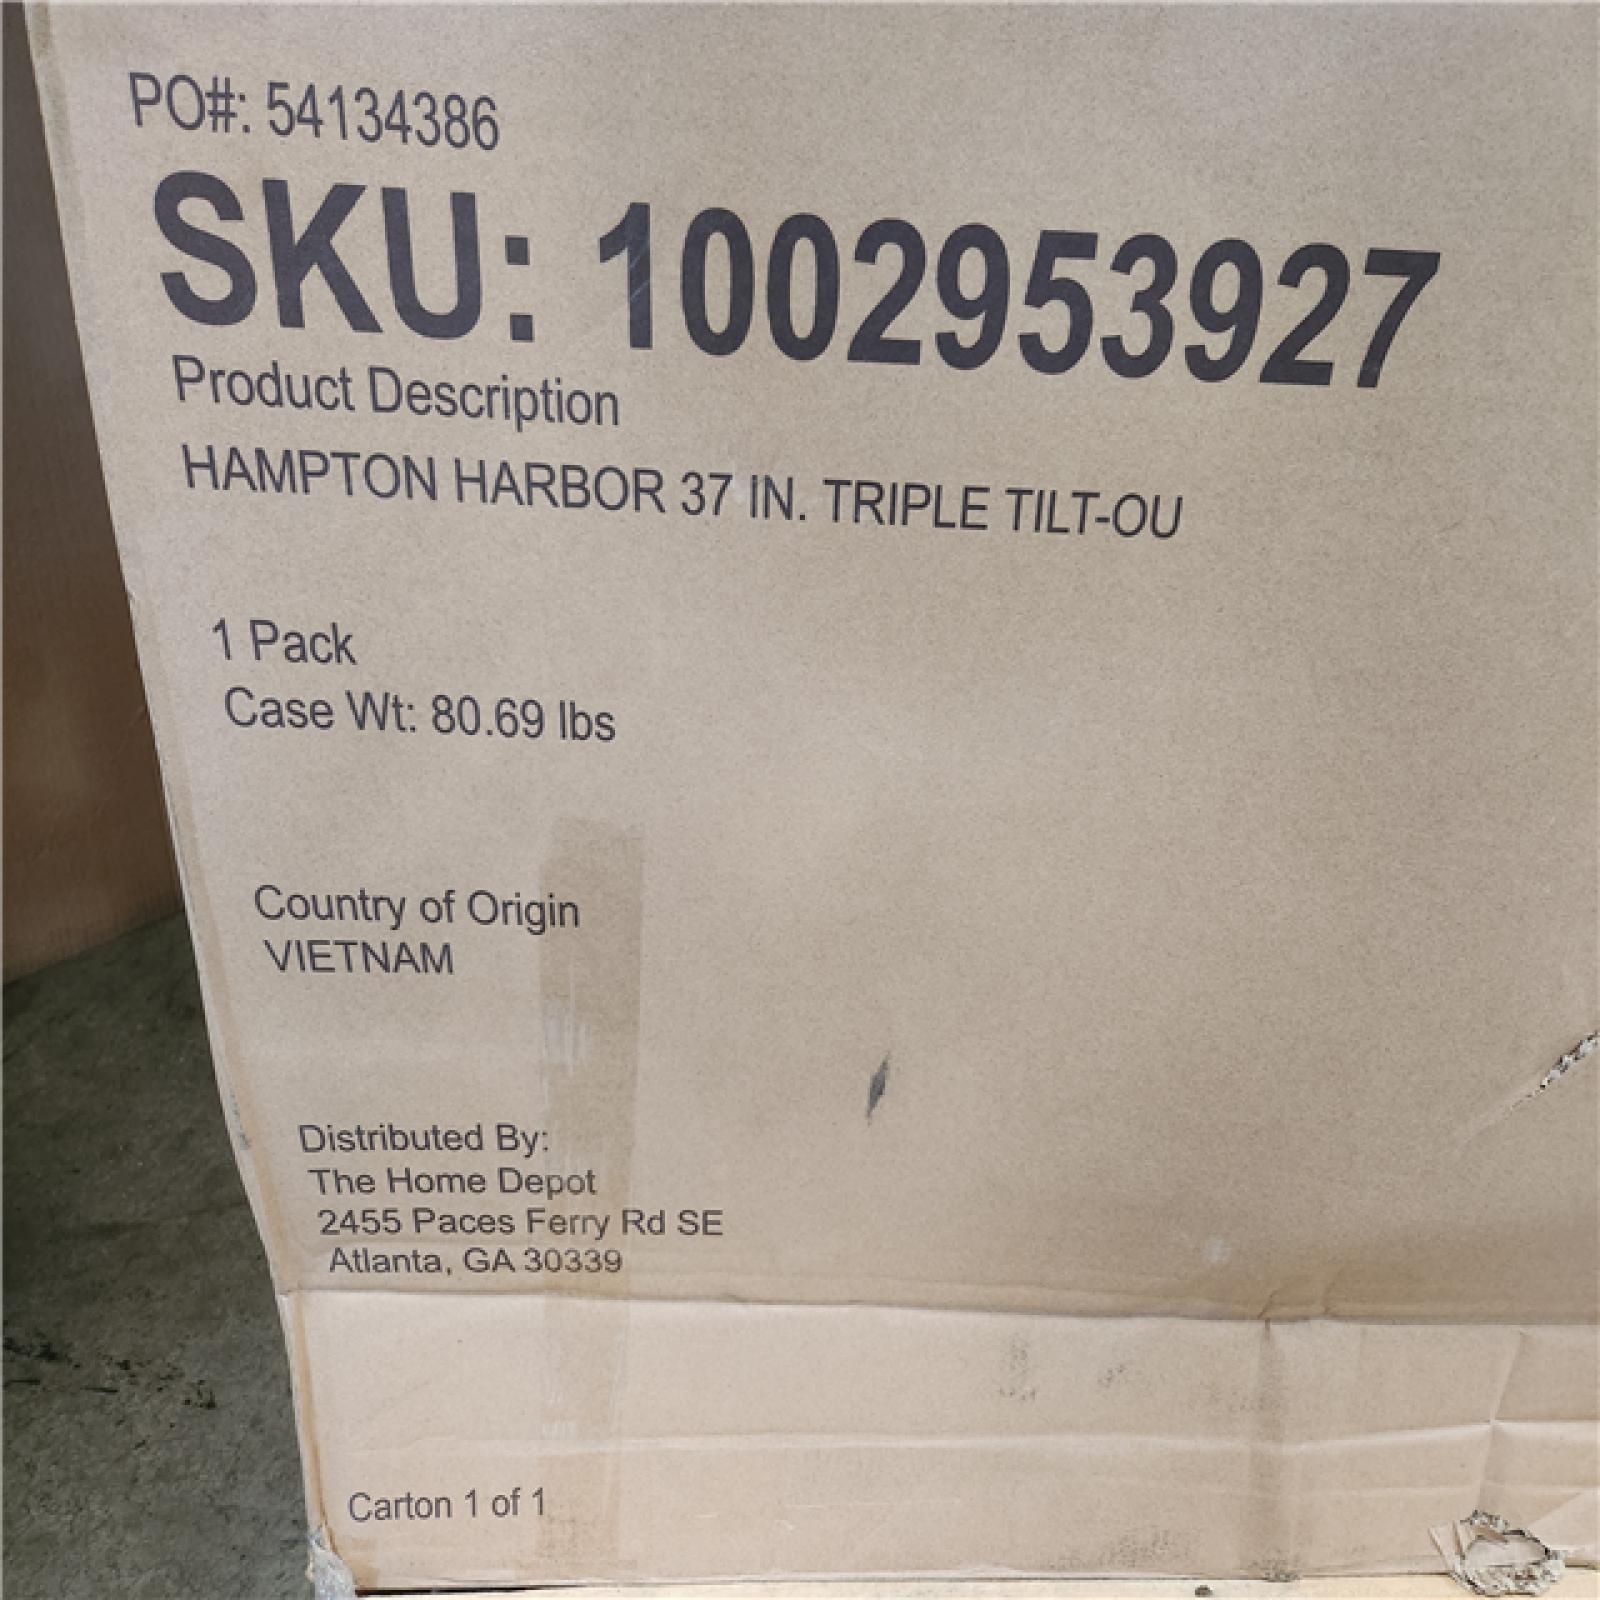 PO#: 54134386
SKU: 1002953927
Product Description
HAMPTON HARBOR 37 IN. TRIPLE TILT-OU
1 Pack
Case Wt: 80.69 lbs
Country of Origin
VIETNAM
Distributed By:
The Home Depot
2455 Paces Ferry Rd SE
Atlanta, GA 30339
Carton 1 of 1